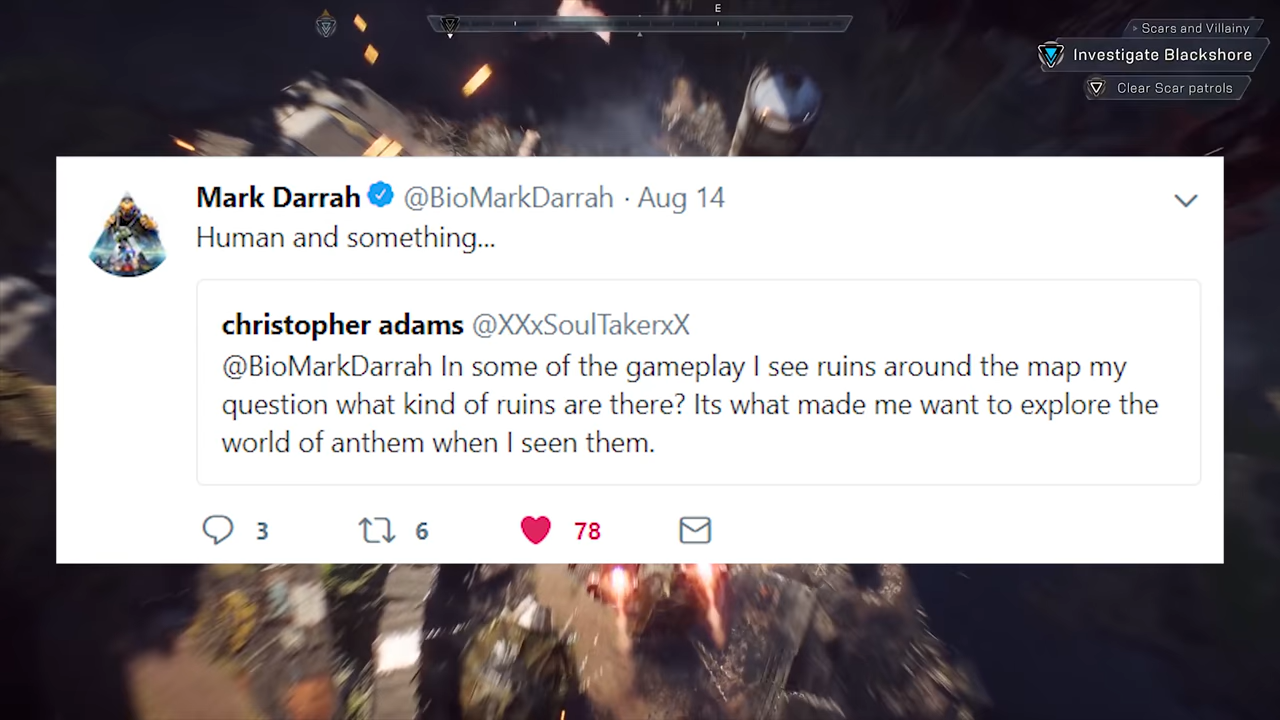 E
Scars and Villainy
Investigate Blackshore
Clear Scar patrols
Mark Darrah @BioMarkDarrah · Aug 14
Human and something...
christopher adams @XXxSoulTakerxX
@BioMarkDarrah In some of the gameplay I see ruins around the map my
question what kind of ruins are there? Its what made me want to explore the
world of anthem when I seen them.
3 6 78